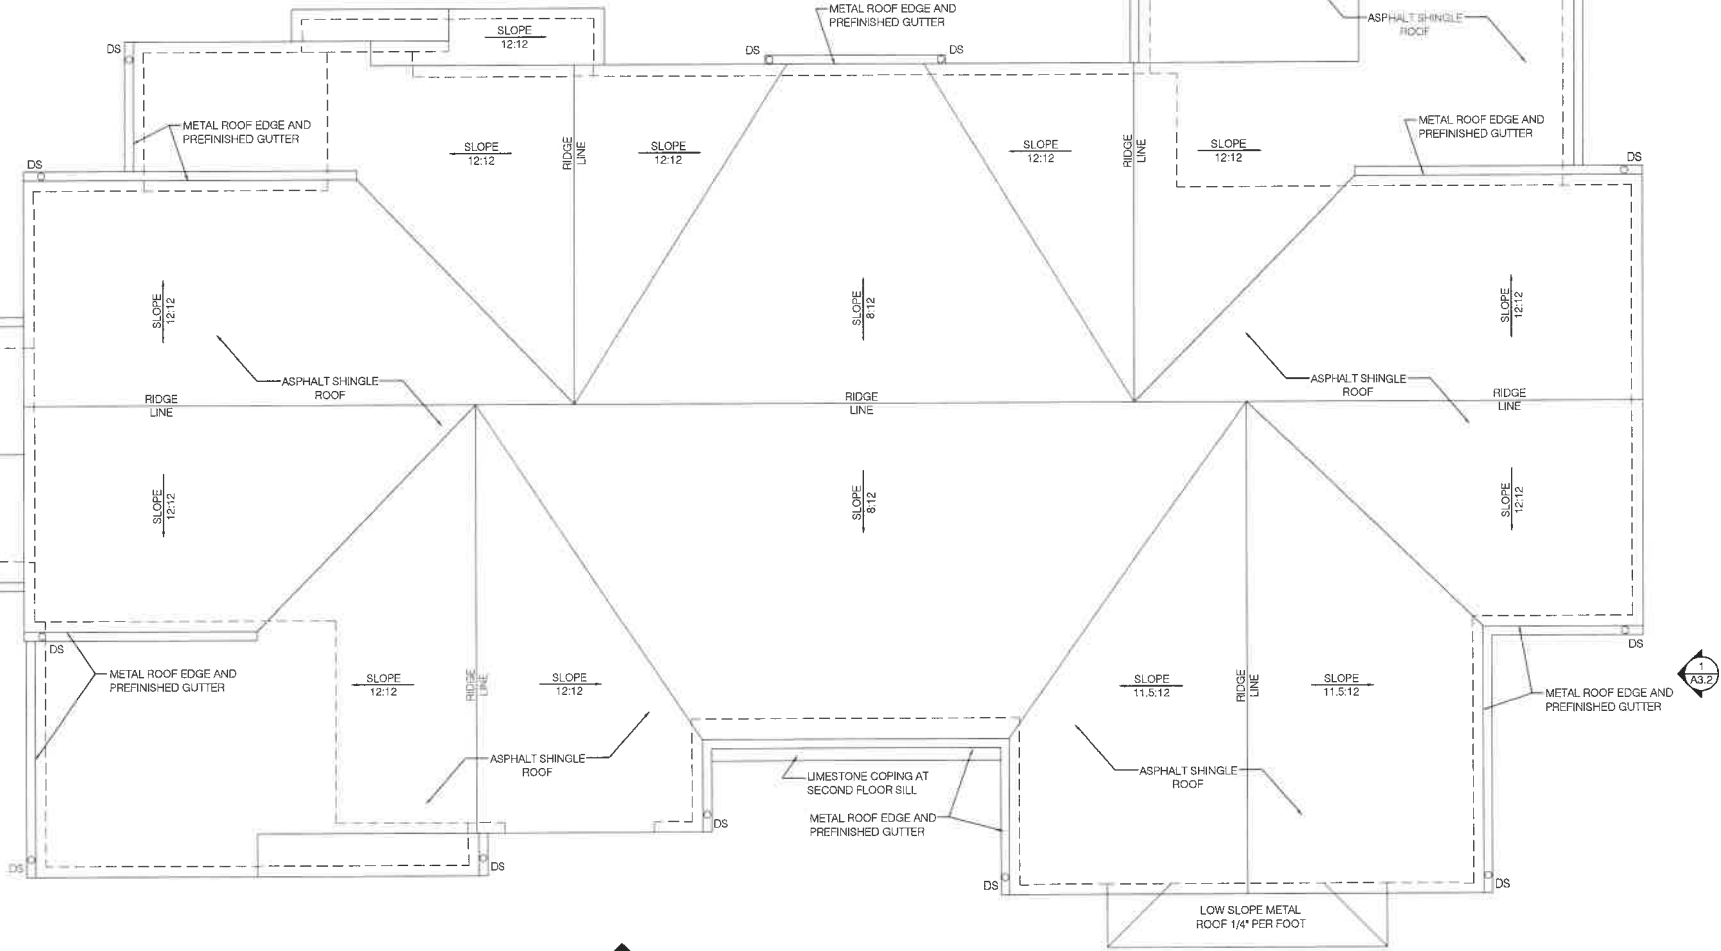 METAL ROOF EDGE AND
PREFINISHED GUTTER
ASPHALT SHINGLE
ROOF
SLOPE
12:12
DS
DS
DS
METAL ROOF EDGE AND
PREFINISHED GUTTER
METAL ROOF EDGE AND
PREFINISHED GUTTER
SLOPE
12:12
RIDGE
LINE
SLOPE
12:12
SLOPE
12:12
RIDGE
LINE
SLOPE
12:12
DS
DS
SLOPE
12:12
SLOPE
8:12
SLOPE
12:12
ASPHALT SHINGLE
ROOF
ASPHALT SHINGLE
ROOF
RIDGE
LINE
RIDGE
LINE
RIDGE
LINE
SLOPE
12:12
SLOPE
8:12
SLOPE
12:12
DS
DS
METAL ROOF EDGE AND
PREFINISHED GUTTER
SLOPE
12:12
RIDGE
LINE
SLOPE
12:12
SLOPE
11.5:12
RIDGE
LINE
SLOPE
11.5:12
1
A3.2
METAL ROOF EDGE AND
PREFINISHED GUTTER
ASPHALT SHINGLE
ROOF
LIMESTONE COPING AT
SECOND FLOOR SILL
ASPHALT SHINGLE
ROOF
METAL ROOF EDGE AND
PREFINISHED GUTTER
DS
DS
DS
DS
DS
LOW SLOPE METAL
ROOF 1/4" PER FOOT